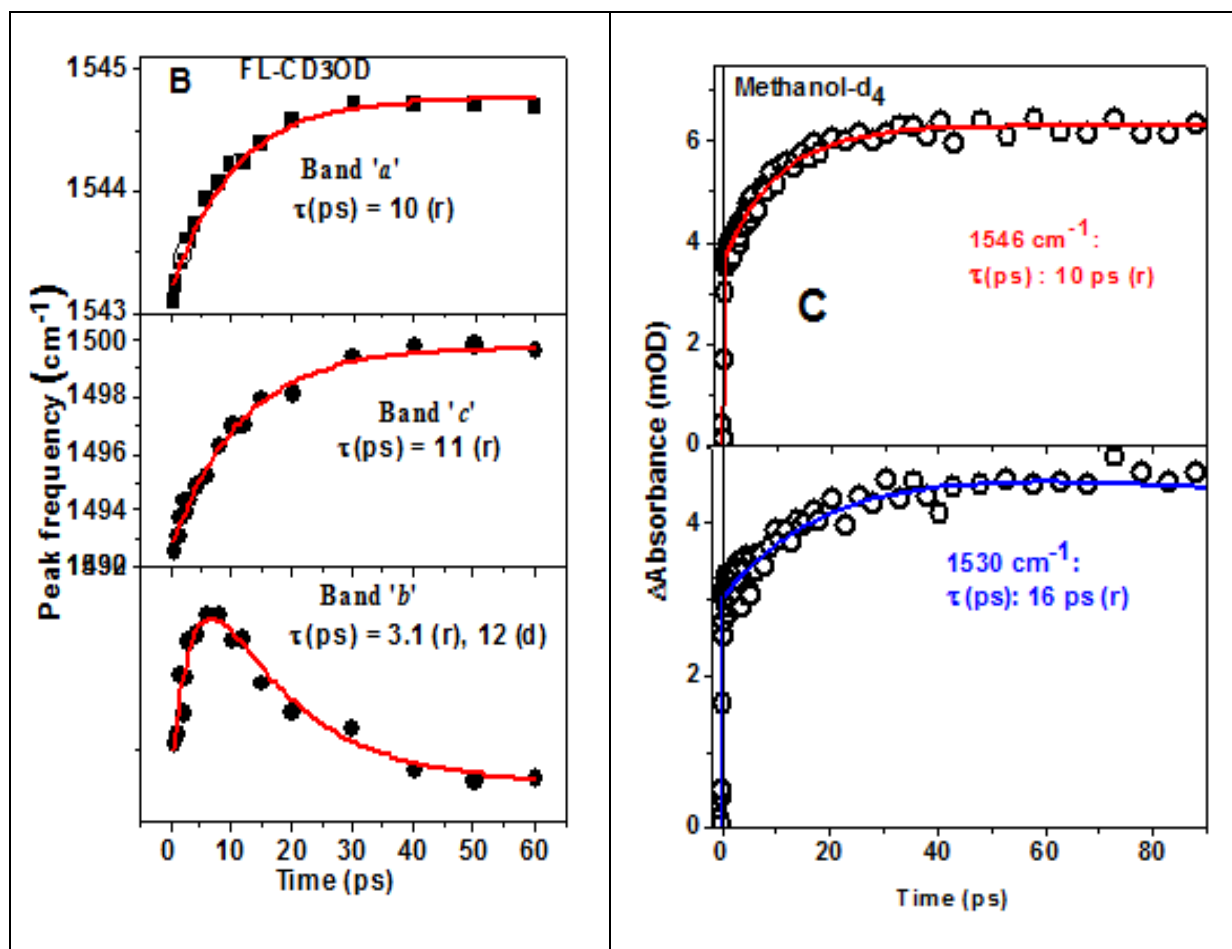 B
FL-CD3OD
1545
1544
1543
Band 'a'
τ(ps) = 10 (r)
1500
1498
1496
1494
1490
Band 'c'
τ(ps) = 11 (r)
Band 'b'
τ(ps) = 3.1 (r), 12 (d)
Peak frequency (cm-1)
0 10 20 30 40 50 60
Time (ps)
Methanol-d4
6
4
2
0
1546 cm-1:
τ(ps) : 10 ps (r)
C
4
2
0
1530 cm-1:
τ(ps): 16 ps (r)
ΔAbsorbance (mOD)
0 20 40 60 80
Time (ps)